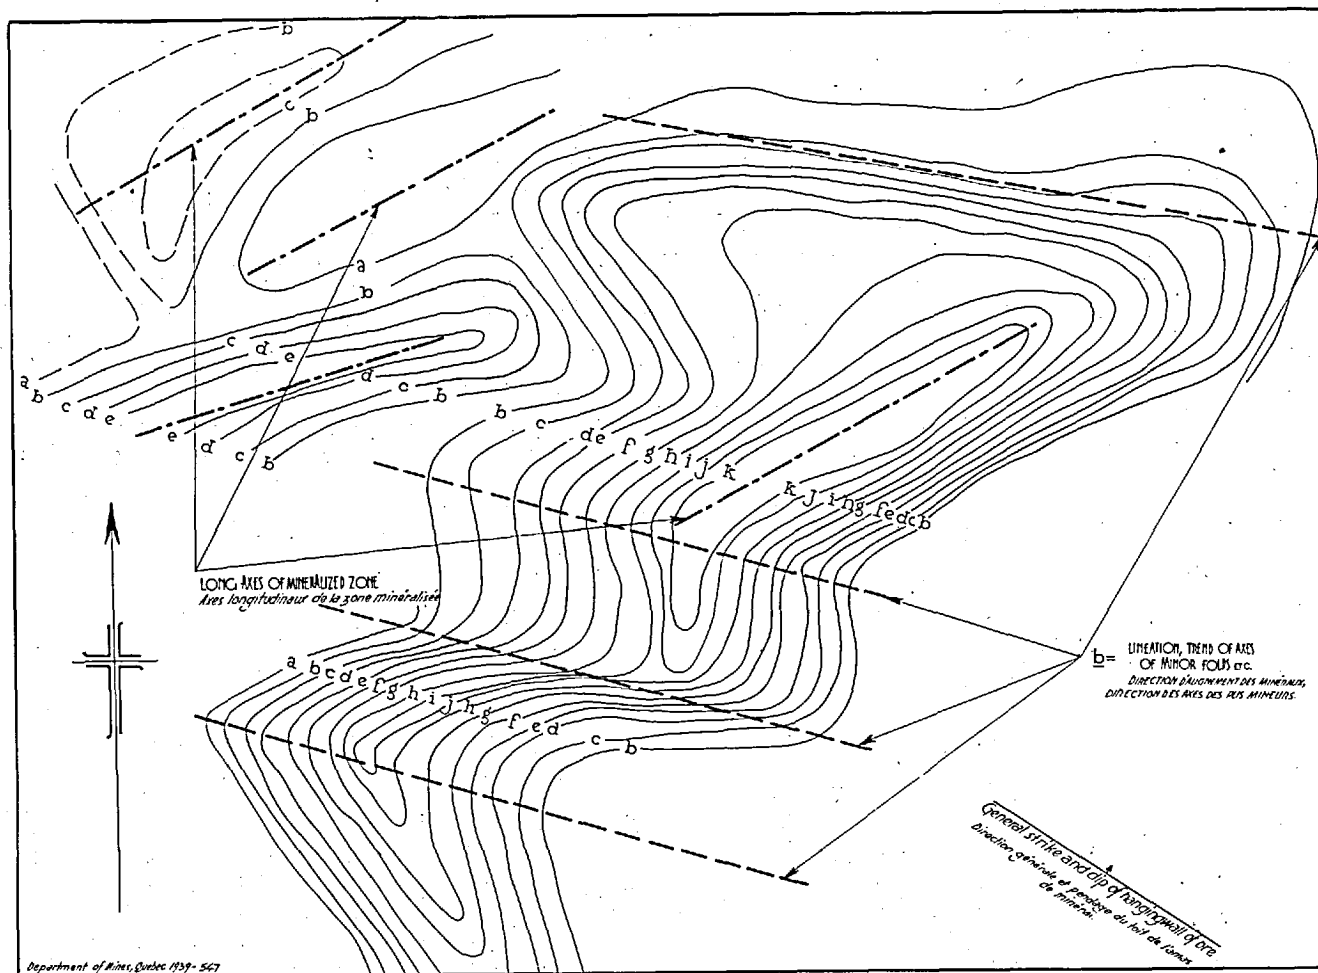 b
c
b
a
b
c d e
d
c
b
a
b c d e
e d c b
b c d e f g h i j k
k j i h g f e d c b
LONG AXES OF MINERALIZED ZONE
Axes longitudinaux de la zone minéralisée
a b c d e f g h i j h g f e d c b
b= LINEATION, TREND OF AXES
OF MINOR FOLDS ETC.
DIRECTION D'ALIGNEMENT DES MINÉRAUX,
DIRECTION DES AXES DES PLIS MINEURS.
General strike and dip of hangingwall of ore
Direction générale et pendage du toit de l'amas
de minérai
Department of Mines, Quebec 1939-547